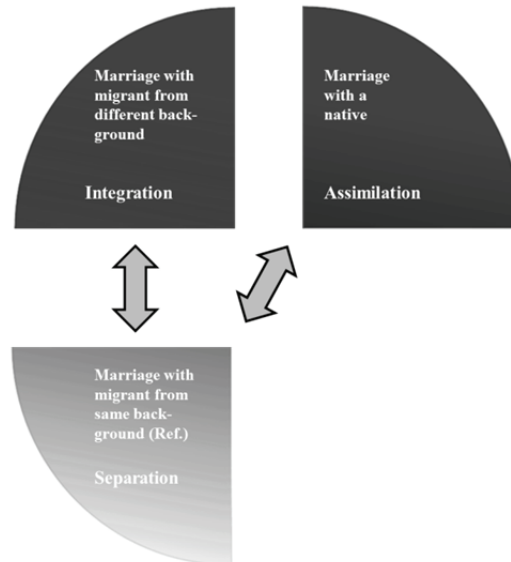 Marriage with
migrant from
different back-
ground
Integration
Marriage
with a
native
Assimilation
Marriage with
migrant from
same back-
ground (Ref.)
Separation